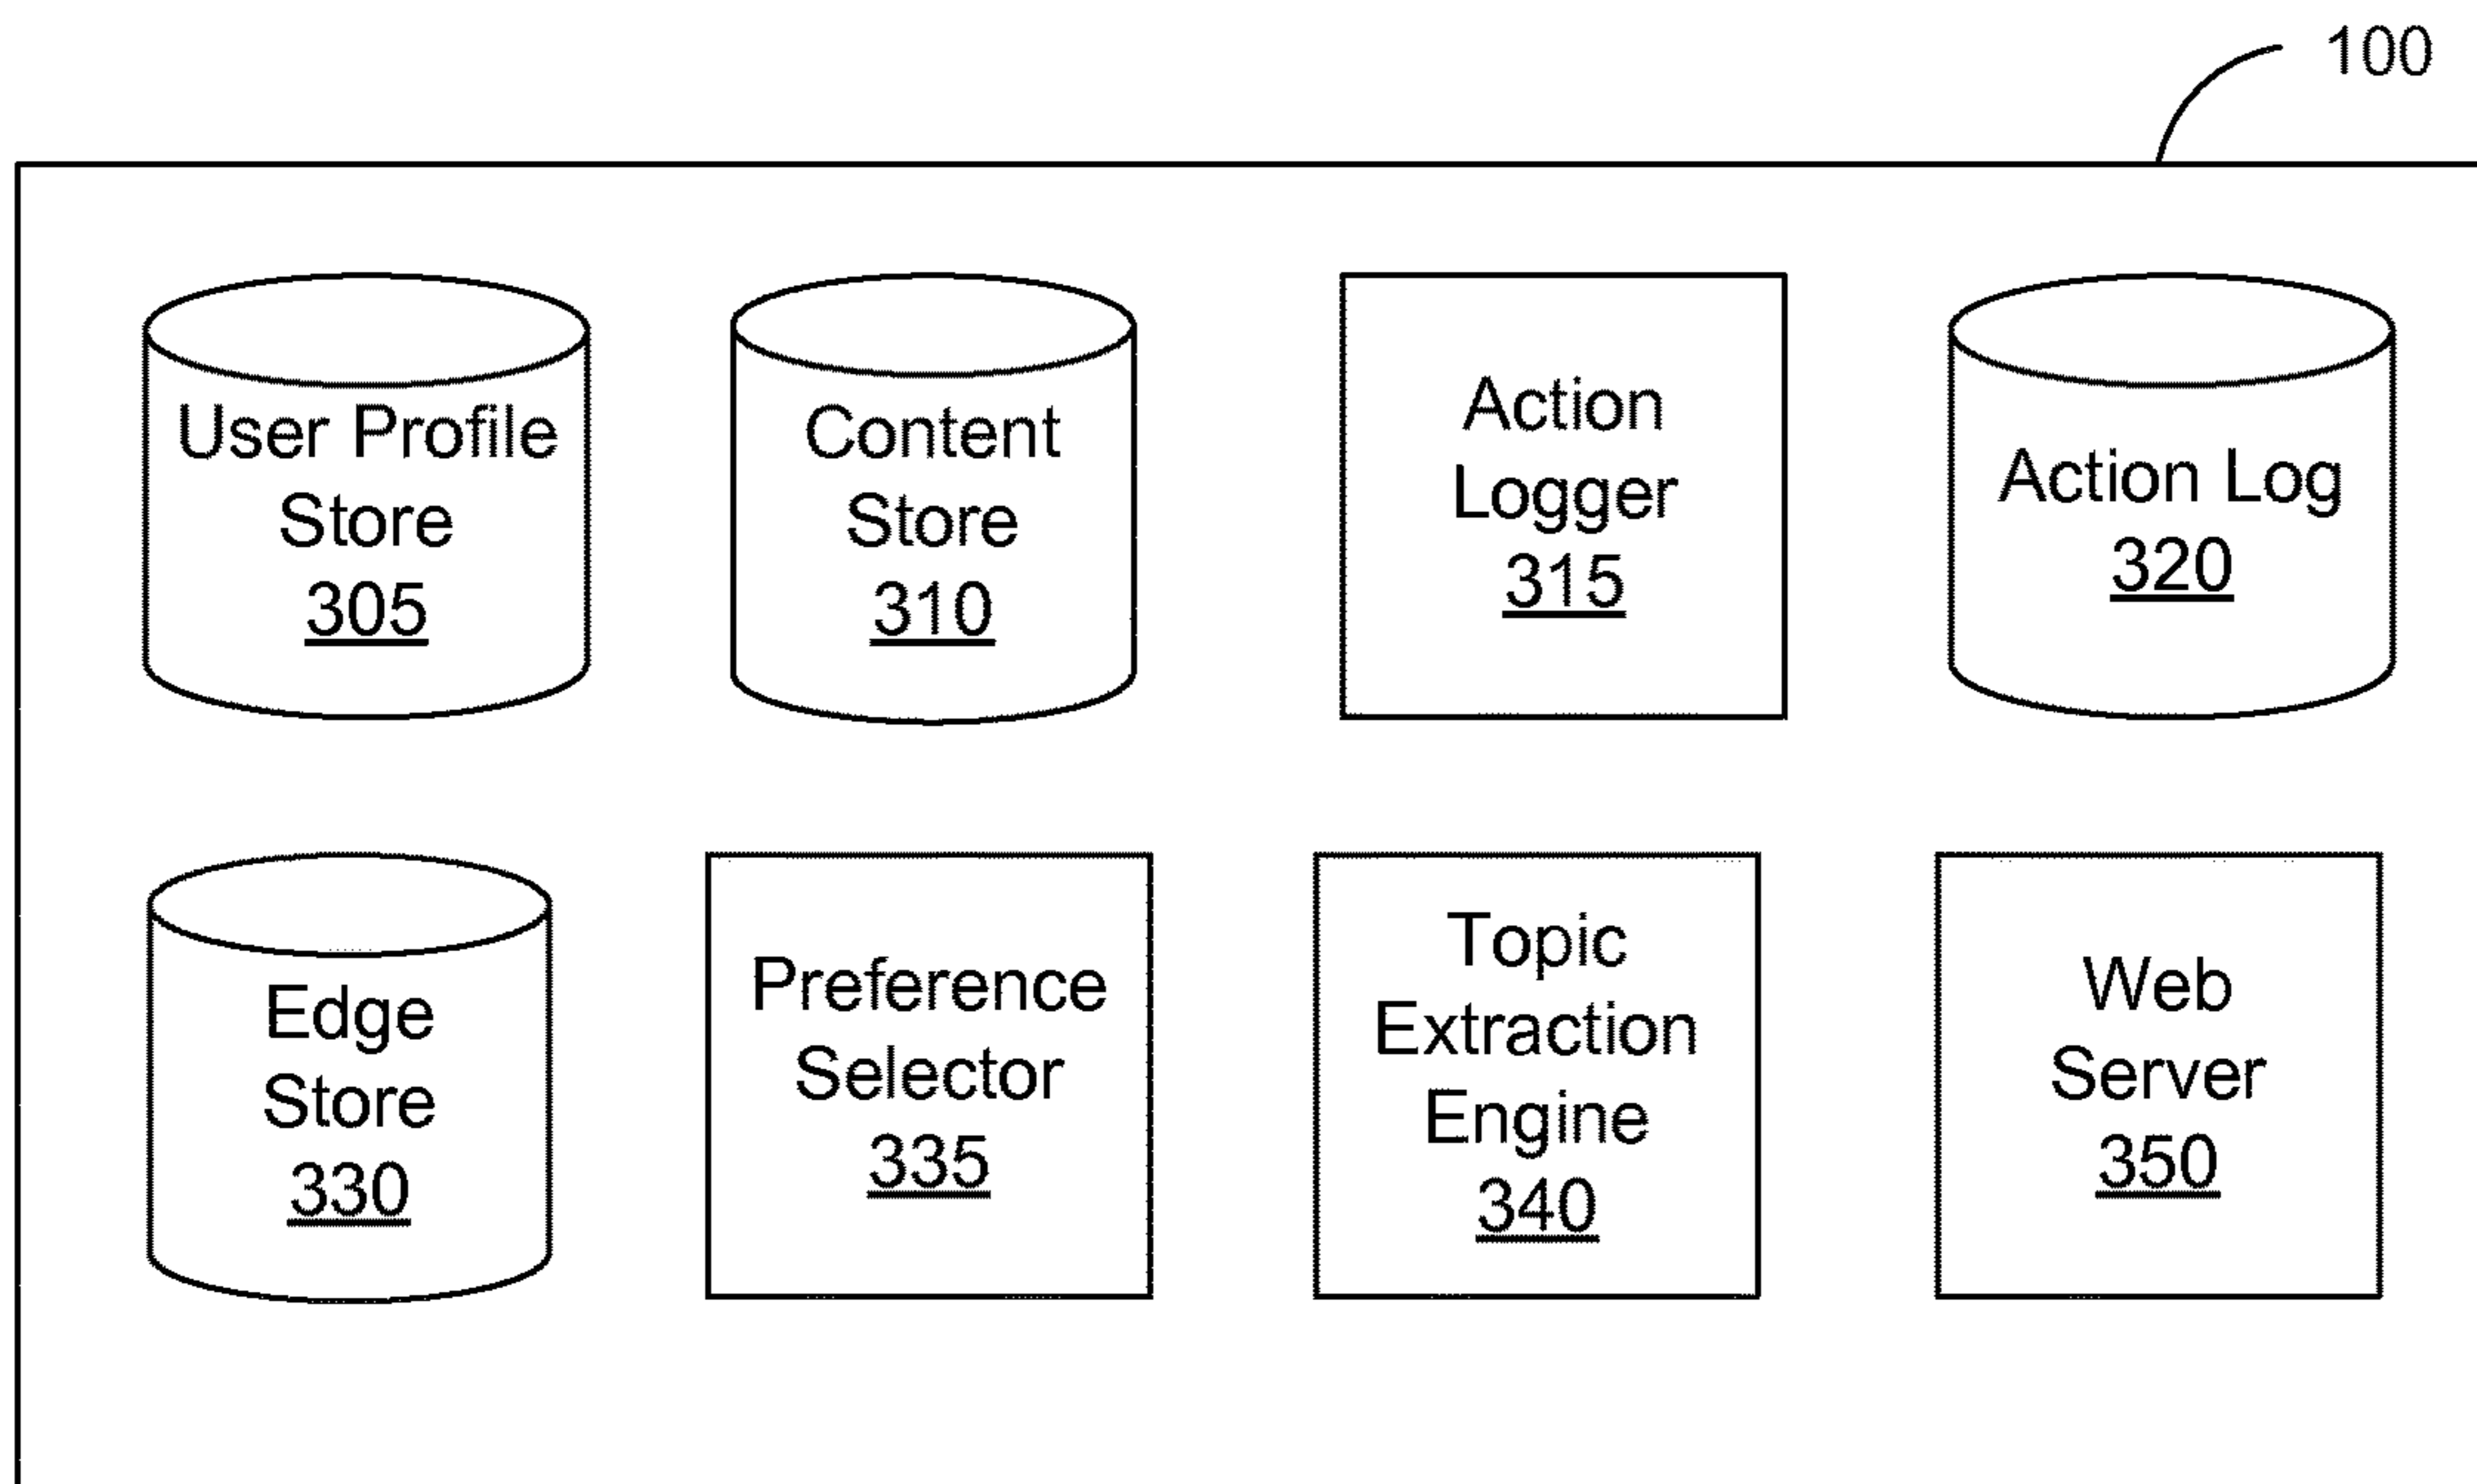 100
User Profile
Store
305
Content
Store
310
Action
Logger
315
Action Log
320
Edge
Store
330
Preference
Selector
335
Topic
Extraction
Engine
340
Web
Server
350